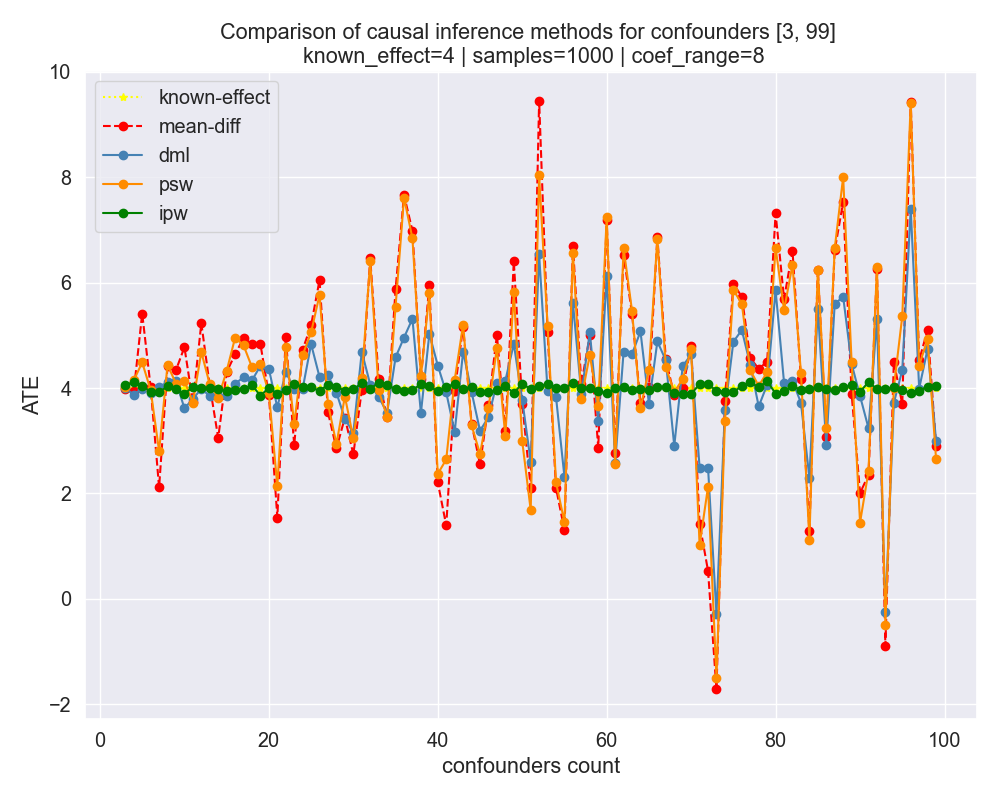 Comparison of causal inference methods for confounders [3, 99]
known_effect=4 | samples=1000 | coef_range=8
10
8
6
4
2
0
−2
ATE
known-effect
mean-diff
dml
psw
ipw
0 20 40 60 80 100
confounders count